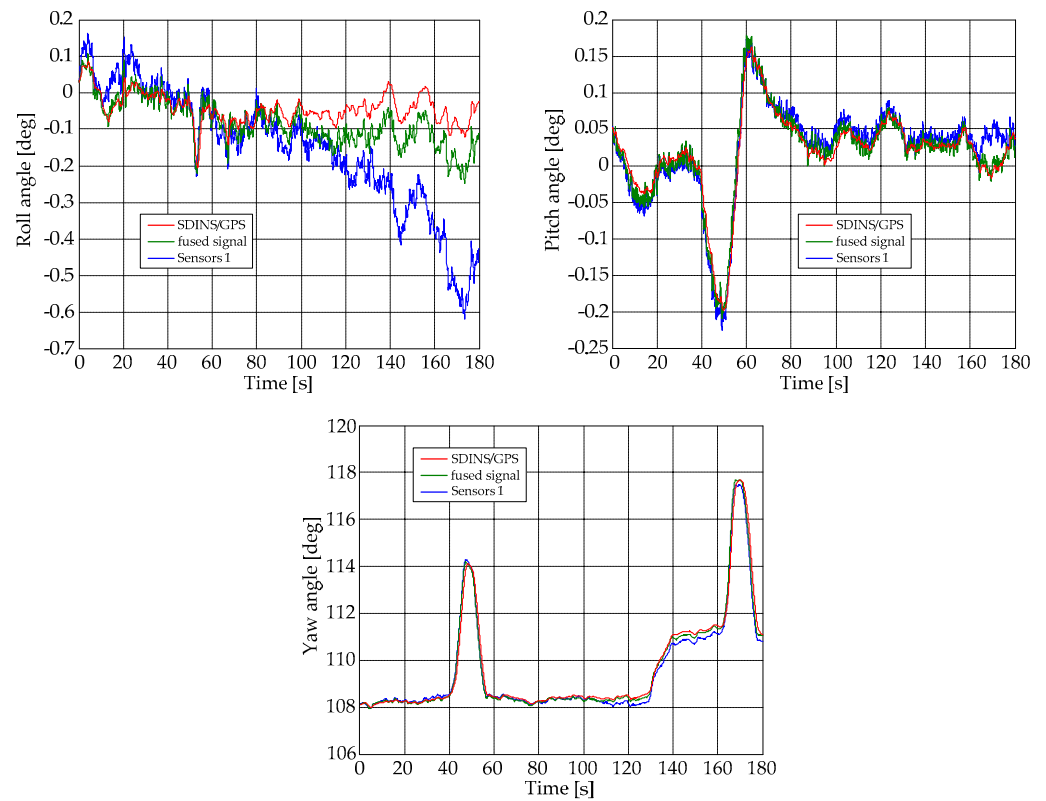 0.2
0.1
0
-0.1
-0.2
-0.3
-0.4
-0.5
-0.6
-0.7
Roll angle [deg]
SDINS/GPS
fused signal
Sensors 1
0 20 40 60 80 100 120 140 160 180
Time [s]
0.2
0.15
0.1
0.05
0
-0.05
-0.1
-0.15
-0.2
-0.25
Pitch angle [deg]
SDINS/GPS
fused signal
Sensors 1
0 20 40 60 80 100 120 140 160 180
Time [s]
120
118
116
114
112
110
108
106
Yaw angle [deg]
SDINS/GPS
fused signal
Sensors 1
0 20 40 60 80 100 120 140 160 180
Time [s]